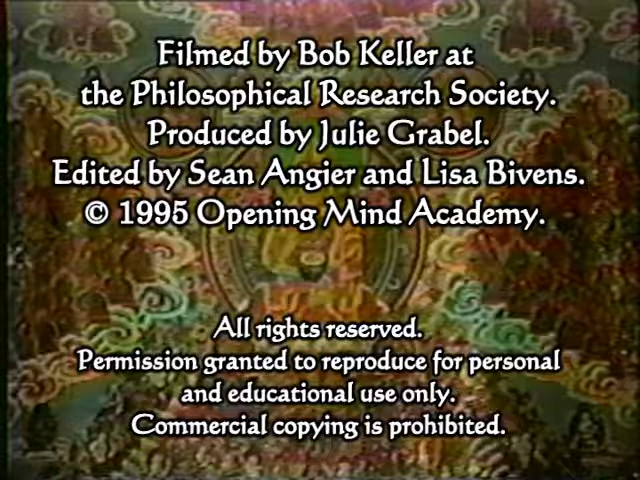 Filmed by Bob Keller at
the Philosophical Research Society.
Produced by Julie Grabel.
Edited by Sean Angier and Lisa Bivens.
© 1995 Opening Mind Academy.
All rights reserved.
Permission granted to reproduce for personal
and educational use only.
Commercial copying is prohibited.